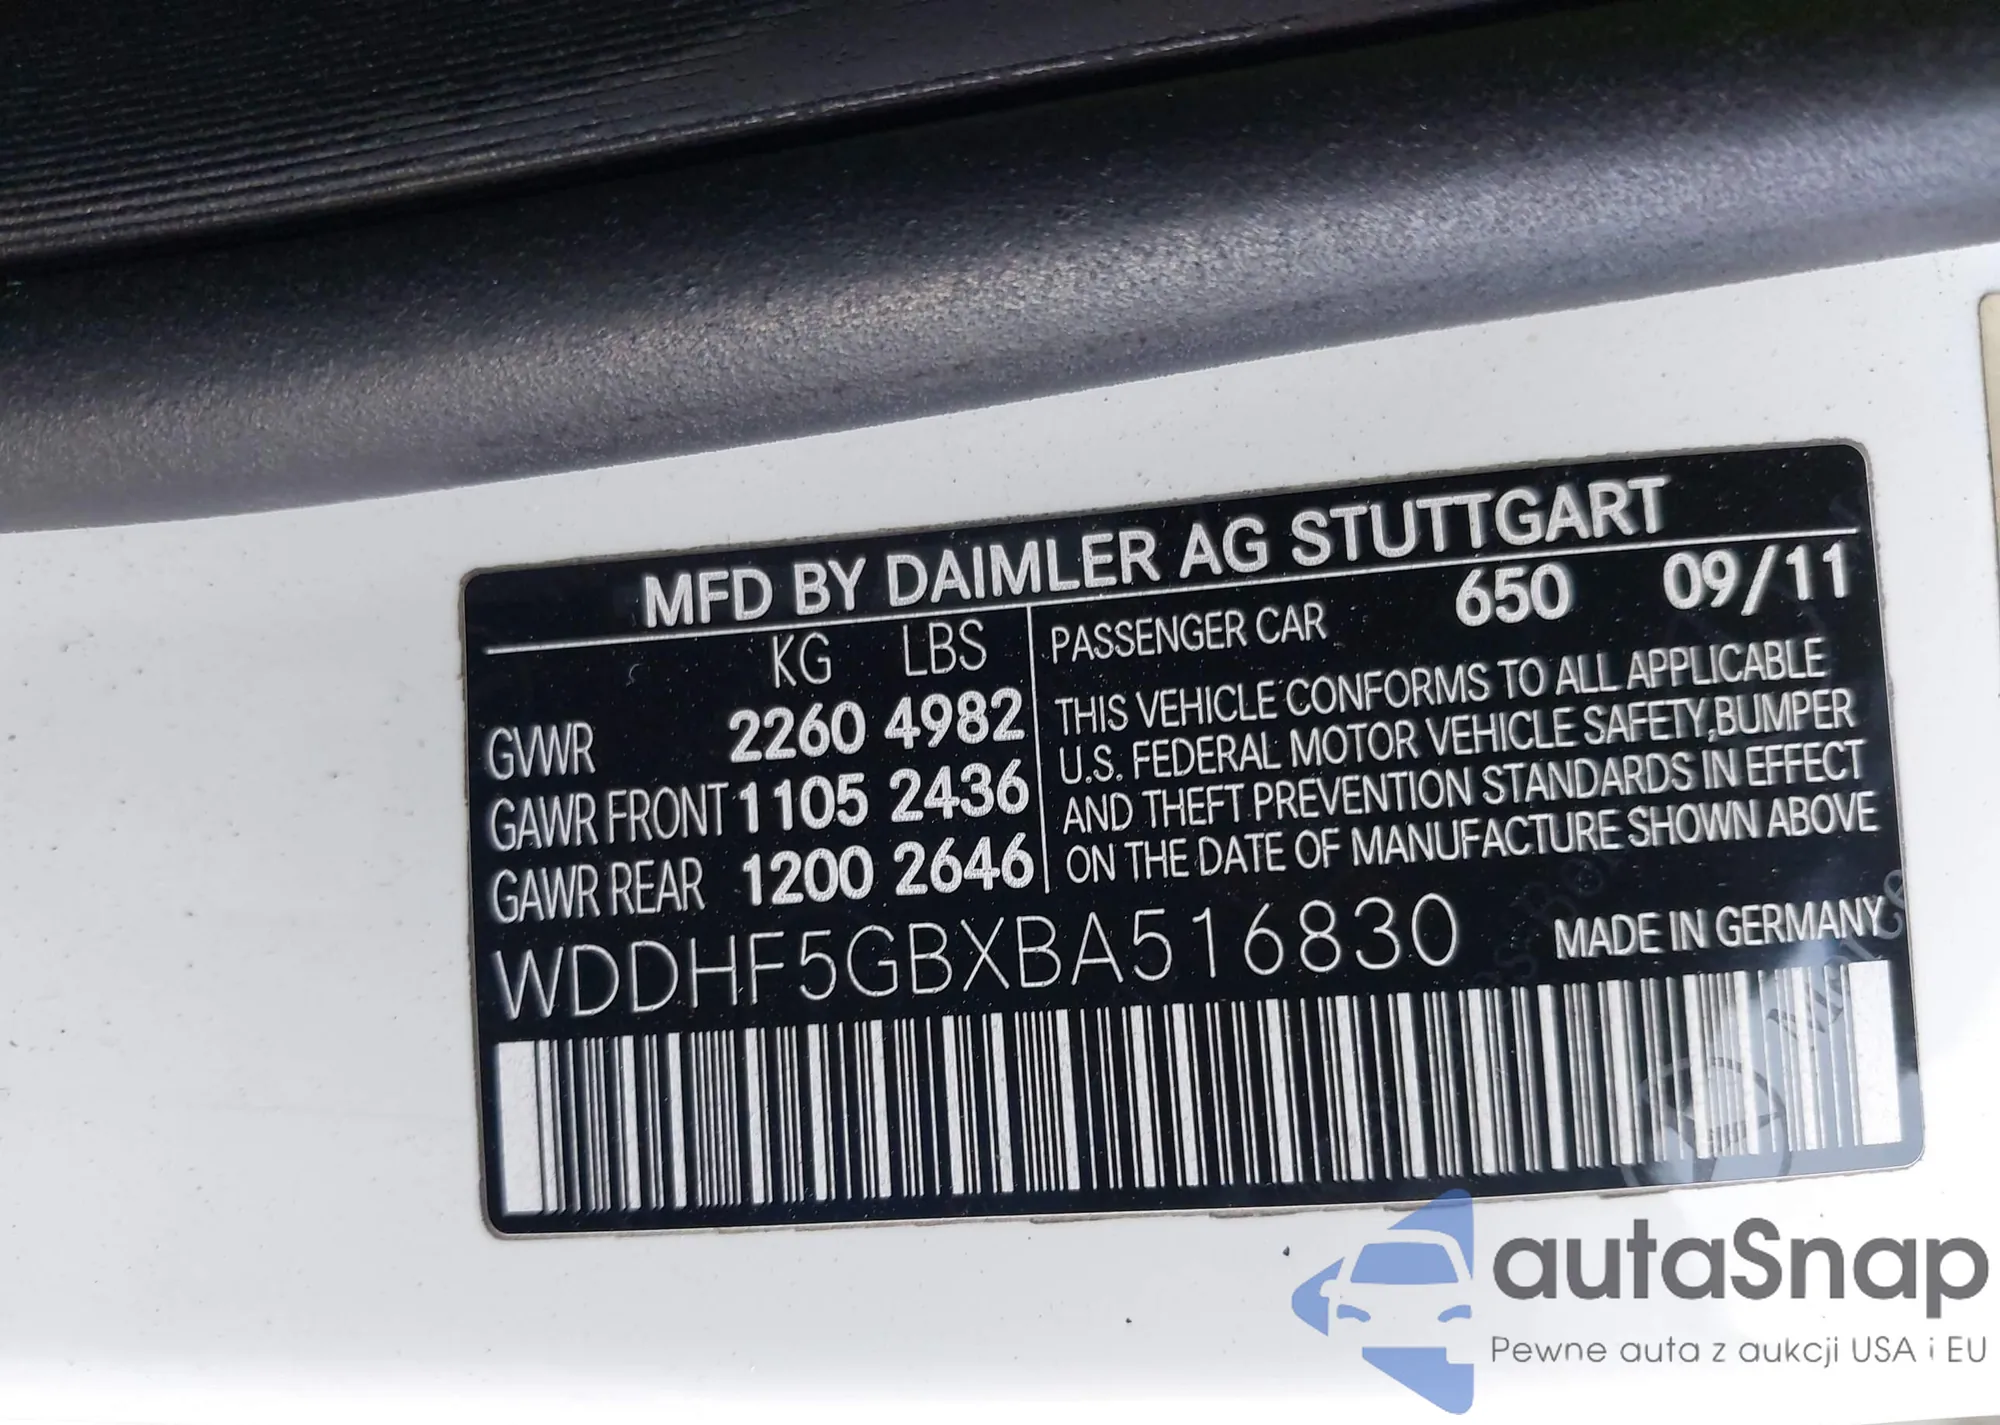 MFD BY DAIMLER AG STUTTGART
KG LBS
GVWR 2260 4982
GAWR FRONT 1105 2436
GAWR REAR 1200 2646
PASSENGER CAR 650 09/11
THIS VEHICLE CONFORMS TO ALL APPLICABLE
U.S. FEDERAL MOTOR VEHICLE SAFETY,BUMPER
AND THEFT PREVENTION STANDARDS IN EFFECT
ON THE DATE OF MANUFACTURE SHOWN ABOVE
WDDHF5GBXBA516830 MADE IN GERMANY
autaSnap
Pewne auta z aukcji USA i EU